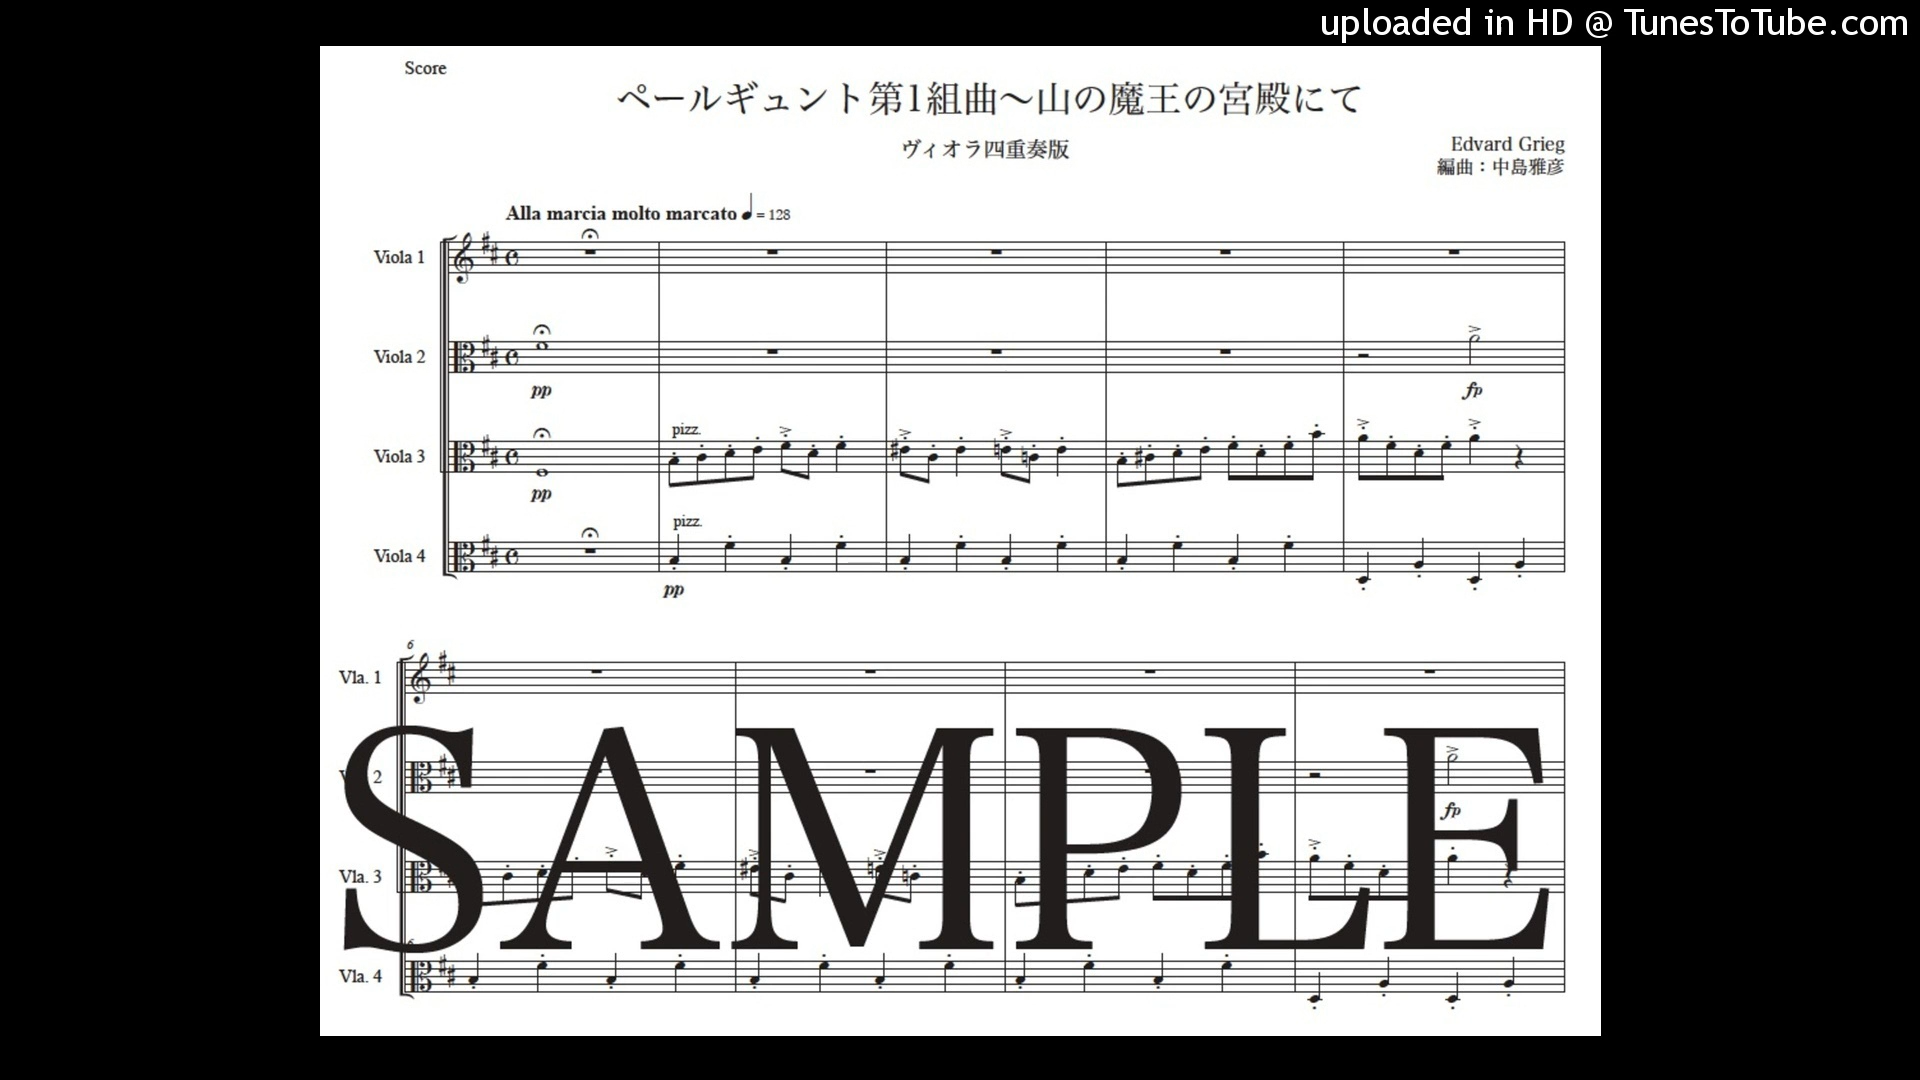 uploaded in HD @ TunesToTube.com
Score
ペールギュント第1組曲～山の魔王の宮殿にて
ヴィオラ四重奏版
Edvard Grieg
編曲：中島雅彦
Alla marcia molto marcato ♩ = 128
Viola 1
Viola 2
pp
fp
pizz.
Viola 3
pp
pizz.
Viola 4
pp
6
Vla. 1
2
fp
Vla. 3
Vla. 4
SAMPLE